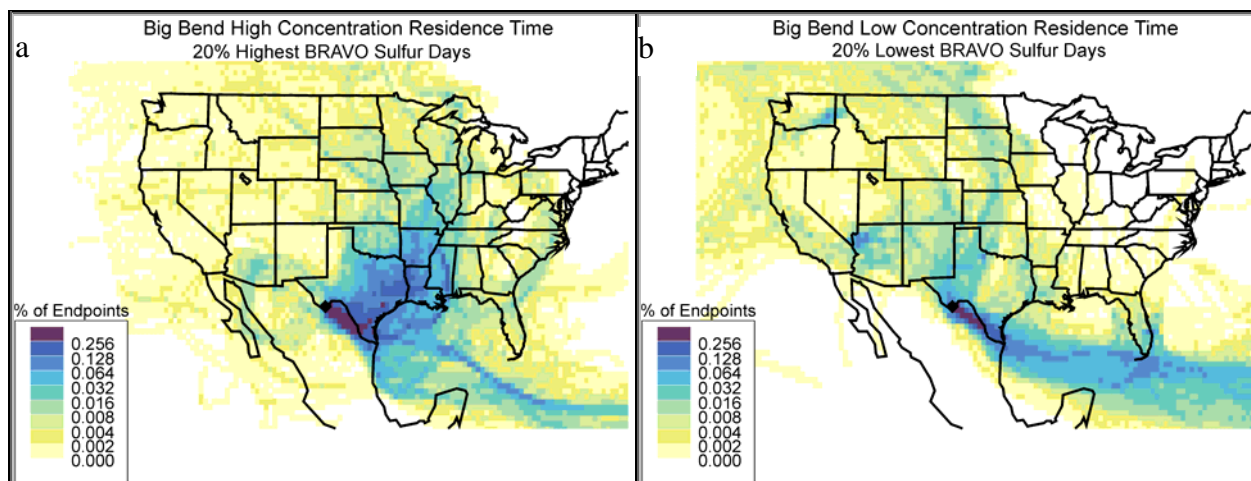 a
Big Bend High Concentration Residence Time
20% Highest BRAVO Sulfur Days
% of Endpoints
0.256
0.128
0.064
0.032
0.016
0.008
0.004
0.002
0.000
b
Big Bend Low Concentration Residence Time
20% Lowest BRAVO Sulfur Days
% of Endpoints
0.256
0.128
0.064
0.032
0.016
0.008
0.004
0.002
0.000